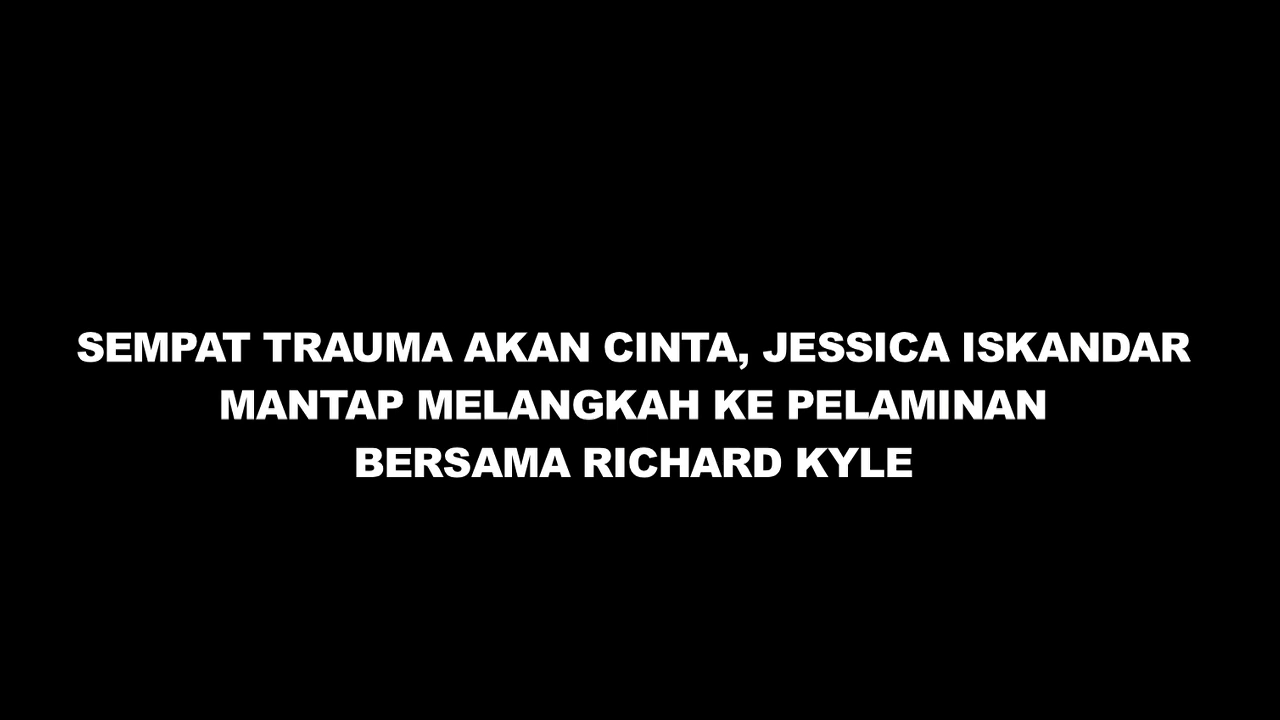 SEMPAT TRAUMA AKAN CINTA, JESSICA ISKANDAR
MANTAP MELANGKAH KE PELAMINAN
BERSAMA RICHARD KYLE